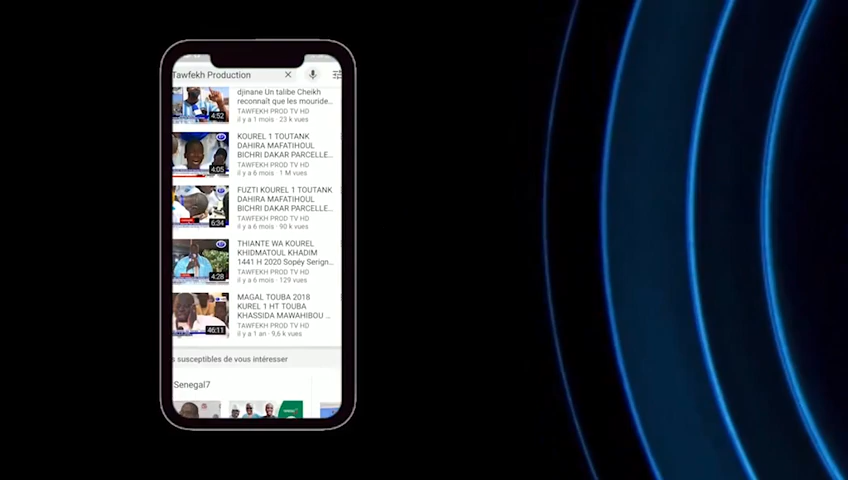 Tawfekh Production
djinane Un talibe Cheikh
reconnaît que les mouride...
TAWFEKH PROD TV HD
il y a 1 mois · 23 k vues
4:52
KOUREL 1 TOUTANK
DAHIRA MAFATIHOUL
BICHRI DAKAR PARCELLE...
TAWFEKH PROD TV HD
il y a 6 mois · 1 M vues
4:05
FUZTI KOUREL 1 TOUTANK
DAHIRA MAFATIHOUL
BICHRI DAKAR PARCELLE...
TAWFEKH PROD TV HD
il y a 6 mois · 90 k vues
6:34
THIANTE WA KOUREL
KHIDMATOUL KHADIM
1441 H 2020 Sopéy Serign...
TAWFEKH PROD TV HD
il y a 6 mois · 129 vues
4:28
MAGAL TOUBA 2018
KUREL 1 HT TOUBA
KHASSIDA MAWAHIBOU ...
TAWFEKH PROD TV HD
il y a 1 an · 9,6 k vues
46:11
s susceptibles de vous intéresser
Senegal7